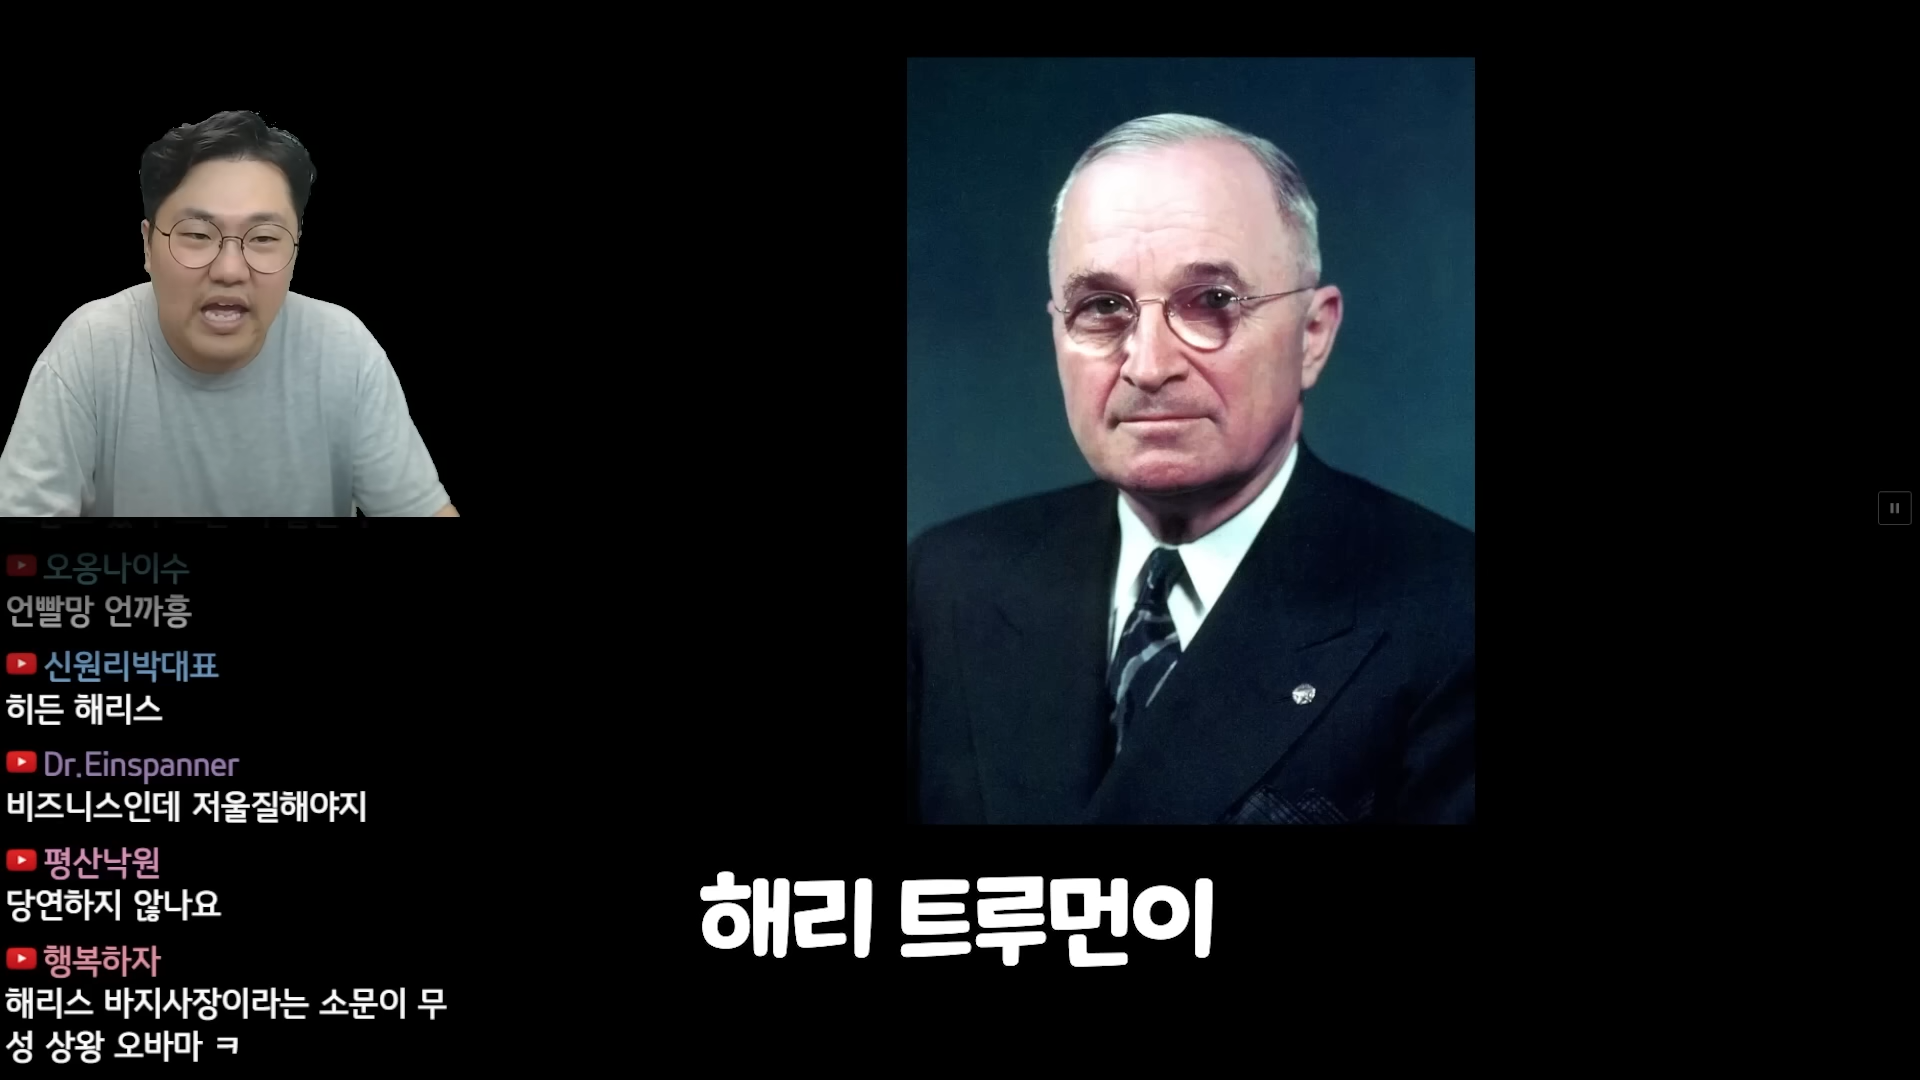 오옹나이수
언빨망 언까흥
신원리박대표
히든 해리스
Dr.Einspanner
비즈니스인데 저울질해야지
평산낙원
당연하지 않나요
행복하자
해리스 바지사장이라는 소문이 무
성 상왕 오바마 ㅋ
해리 트루먼이